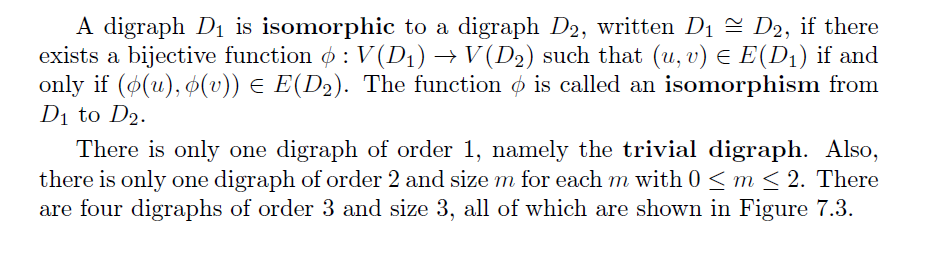 A digraph D₁ is isomorphic to a digraph D₂, written D₁ ≅ D₂, if there
exists a bijective function ϕ : V(D₁) → V(D₂) such that (u, v) ∈ E(D₁) if and
only if (ϕ(u), ϕ(v)) ∈ E(D₂). The function ϕ is called an isomorphism from
D₁ to D₂.
There is only one digraph of order 1, namely the trivial digraph. Also,
there is only one digraph of order 2 and size m for each m with 0 ≤ m ≤ 2. There
are four digraphs of order 3 and size 3, all of which are shown in Figure 7.3.